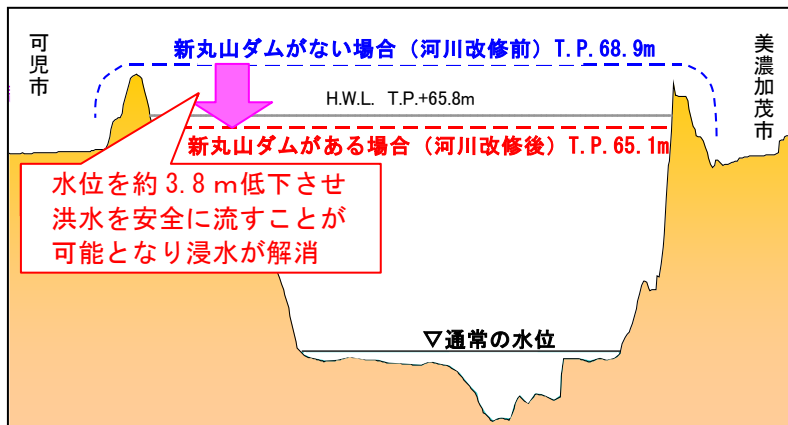 可児市
新丸山ダムがない場合（河川改修前）T.P.68.9m
美濃加茂市
H.W.L. T.P.+65.8m
新丸山ダムがある場合（河川改修後）T.P.65.1m
水位を約3.8ｍ低下させ
洪水を安全に流すことが
可能となり浸水が解消
▽通常の水位